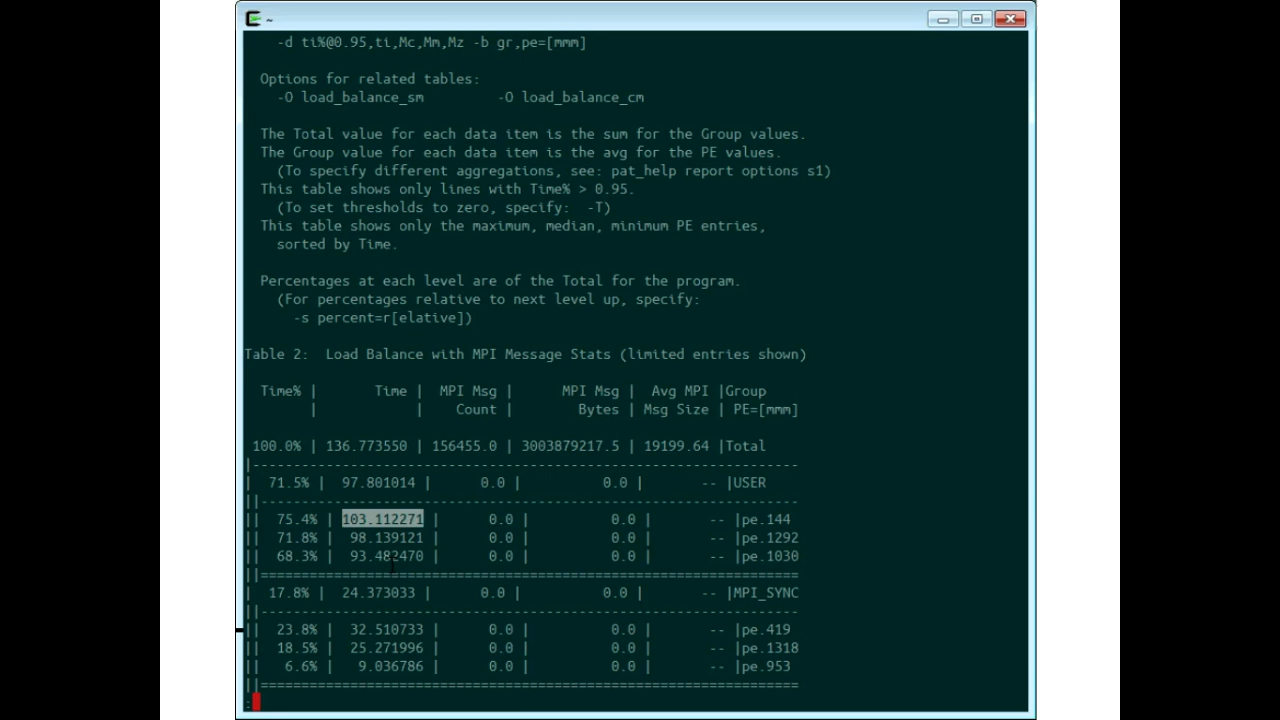 ~
-d ti%@0.95,ti,Mc,Mm,Mz -b gr,pe=[mmm]
Options for related tables:
-O load_balance_sm         -O load_balance_cm
The Total value for each data item is the sum for the Group values.
The Group value for each data item is the avg for the PE values.
(To specify different aggregations, see: pat_help report options s1)
This table shows only lines with Time% > 0.95.
(To set thresholds to zero, specify:  -T)
This table shows only the maximum, median, minimum PE entries,
sorted by Time.
Percentages at each level are of the Total for the program.
(For percentages relative to next level up, specify:
-s percent=r[elative])
Table 2:  Load Balance with MPI Message Stats (limited entries shown)
Time% |       Time |  MPI Msg |      MPI Msg |  Avg MPI |Group
|            |    Count |        Bytes | Msg Size | PE=[mmm]
100.0% | 136.773550 | 156455.0 | 3003879217.5 | 19199.64 |Total
|-------------------------------------------------------------------
|  71.5% |  97.801014 |      0.0 |          0.0 |       -- |USER
||------------------------------------------------------------------
||  75.4% | 103.112271 |      0.0 |          0.0 |       -- |pe.144
||  71.8% |  98.139121 |      0.0 |          0.0 |       -- |pe.1292
||  68.3% |  93.482470 |      0.0 |          0.0 |       -- |pe.1030
||==================================================================
|  17.8% |  24.373033 |      0.0 |          0.0 |       -- |MPI_SYNC
||------------------------------------------------------------------
||  23.8% |  32.510733 |      0.0 |          0.0 |       -- |pe.419
||  18.5% |  25.271996 |      0.0 |          0.0 |       -- |pe.1318
||   6.6% |   9.036786 |      0.0 |          0.0 |       -- |pe.953
||==================================================================
: